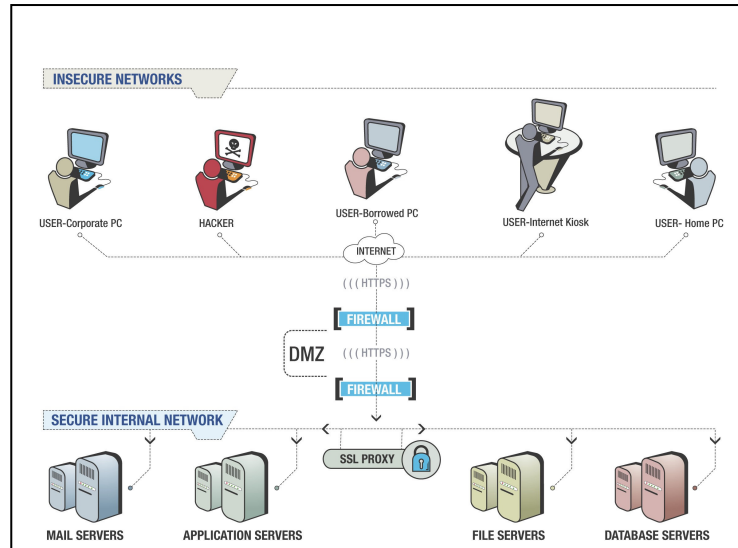 INSECURE NETWORKS
USER-Corporate PC
HACKER
USER-Borrowed PC
USER-Internet Kiosk
USER- Home PC
INTERNET
(((HTTPS)))
FIREWALL
DMZ
(((HTTPS)))
FIREWALL
SECURE INTERNAL NETWORK
SSL PROXY
MAIL SERVERS
APPLICATION SERVERS
FILE SERVERS
DATABASE SERVERS